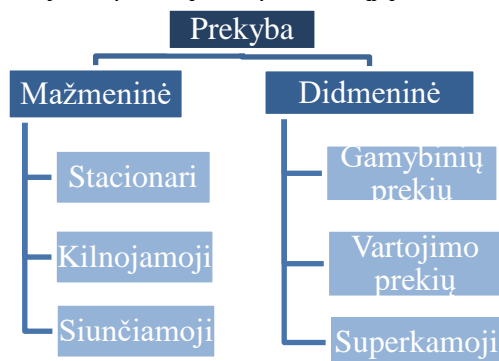 Prekyba
Mažmeninė
Didmeninė
Stacionari
Kilnojamoji
Siunčiamoji
Gamybinių
prekių
Vartojimo
prekių
Superkamoji